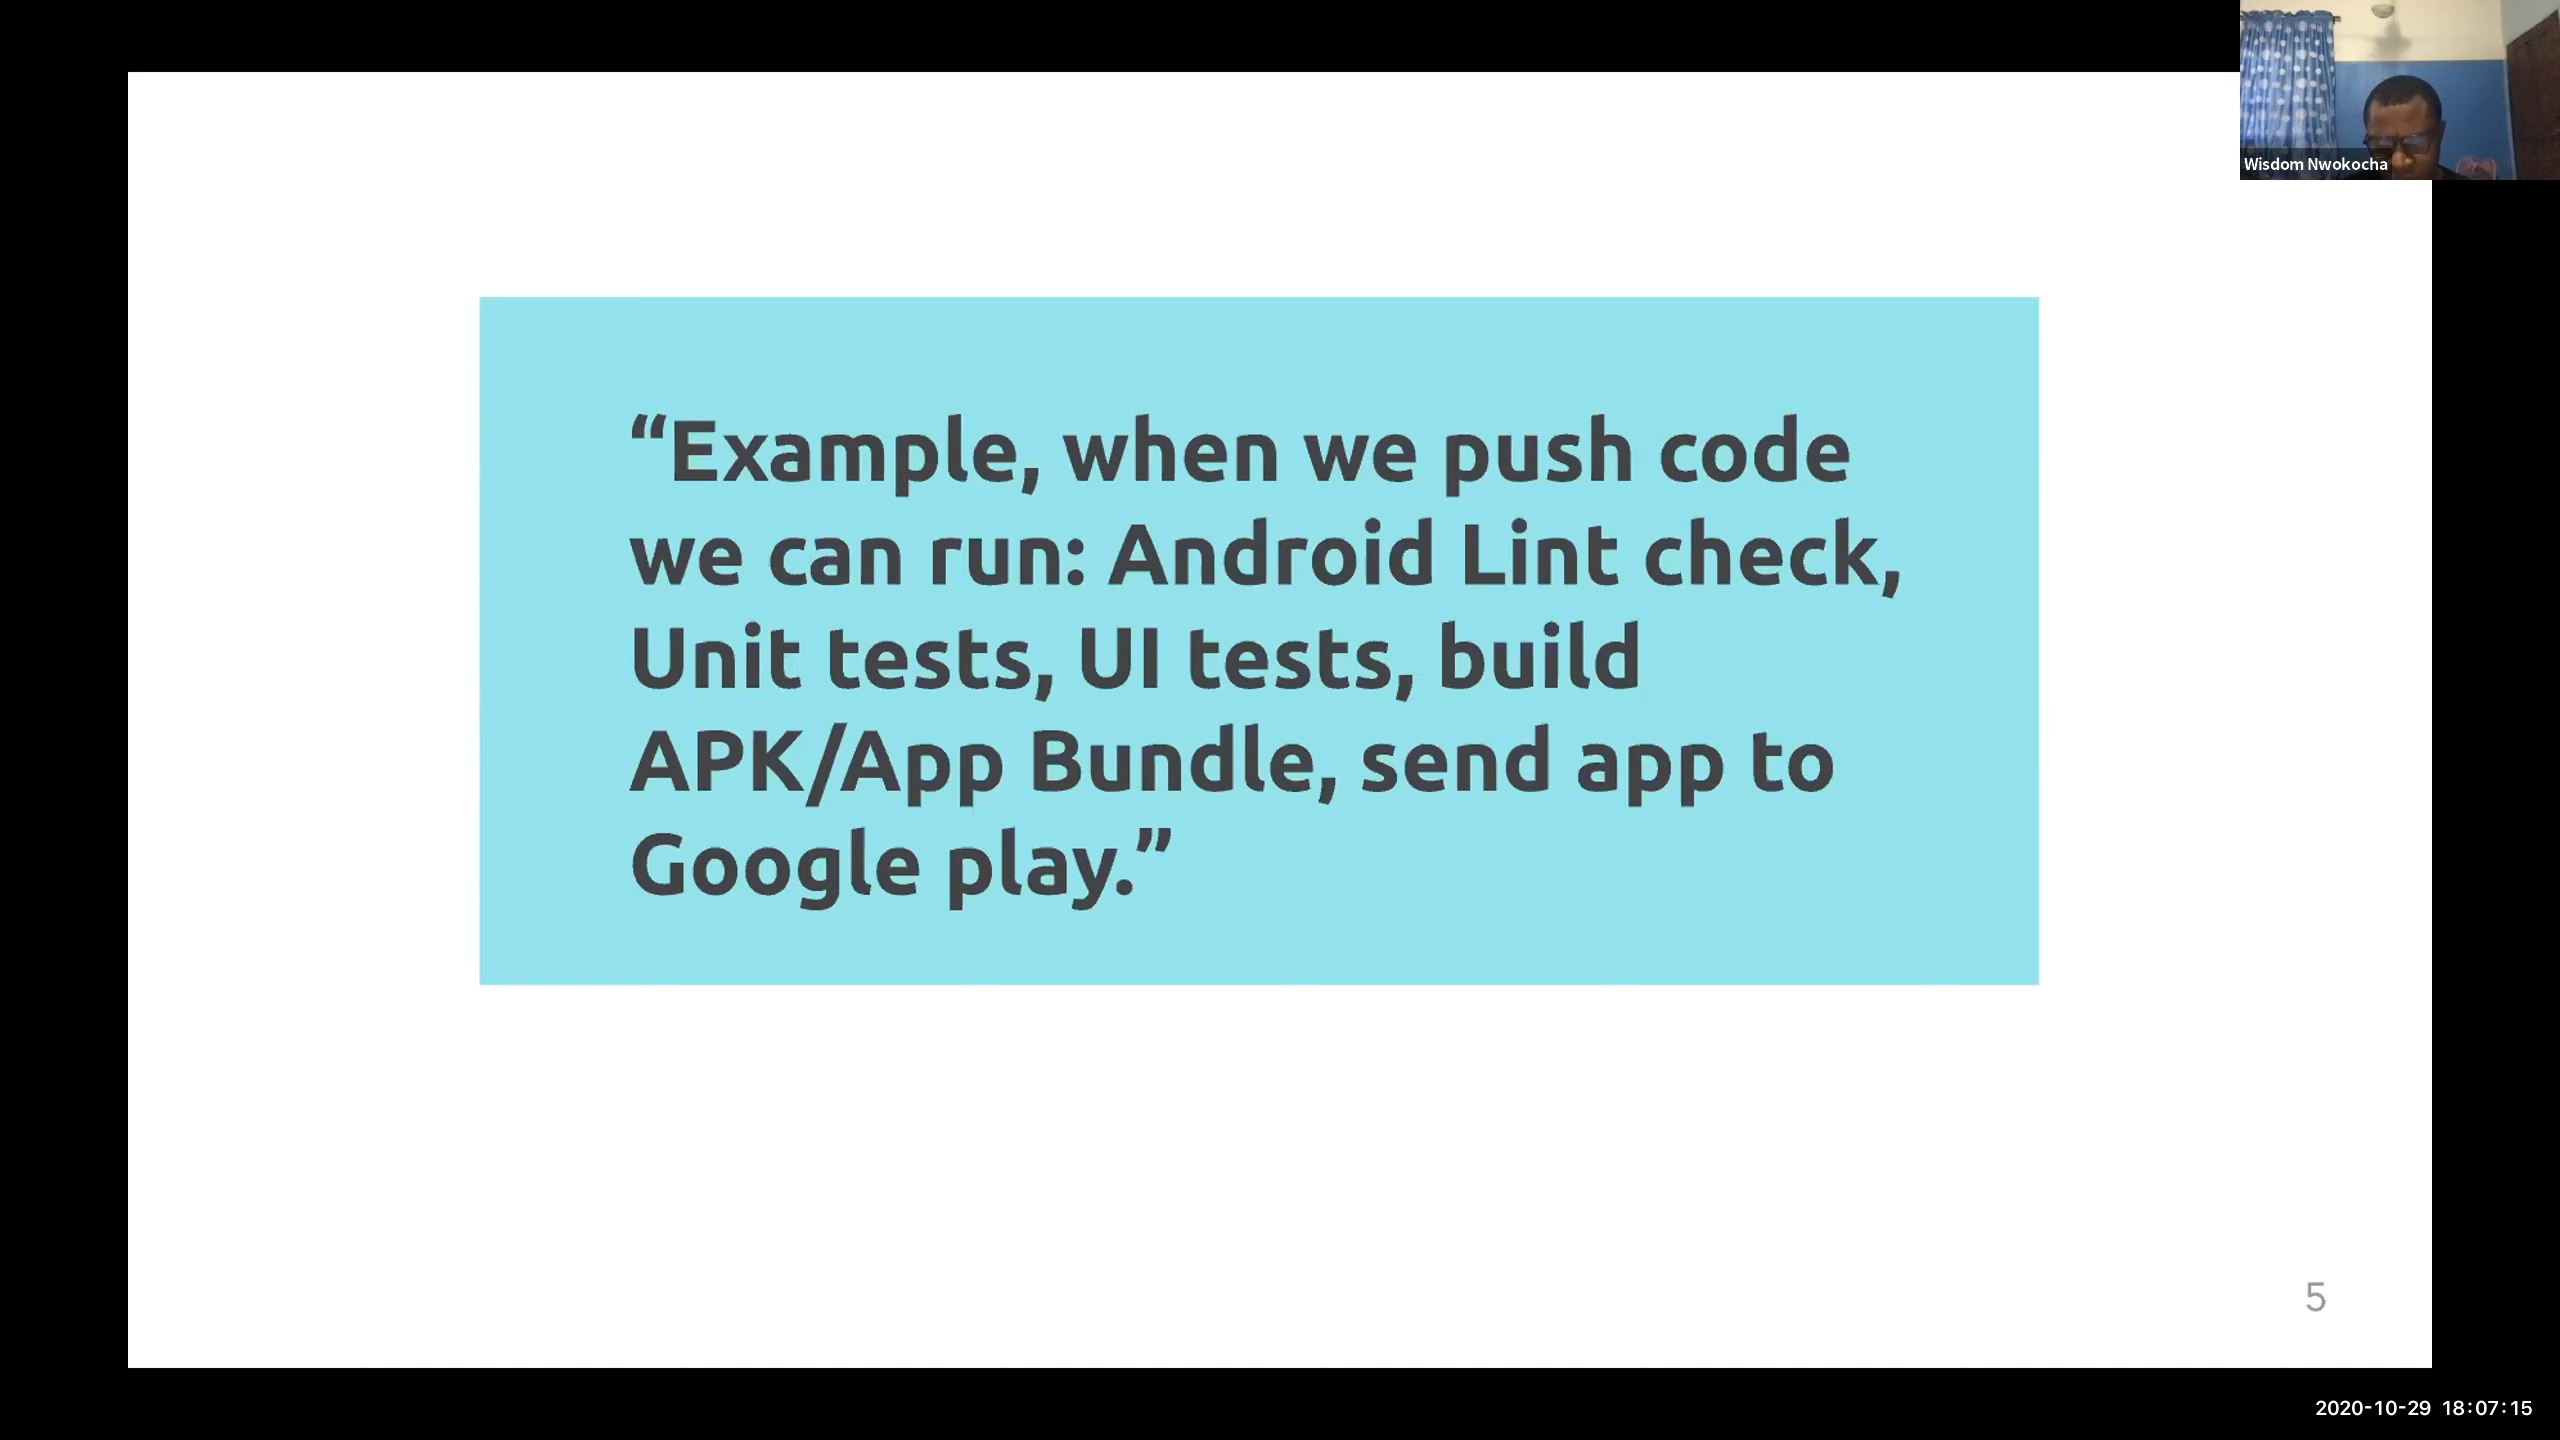 Wisdom Nwokocha
“Example, when we push code
we can run: Android Lint check,
Unit tests, UI tests, build
APK/App Bundle, send app to
Google play.”
5
2020-10-29 18:07:15